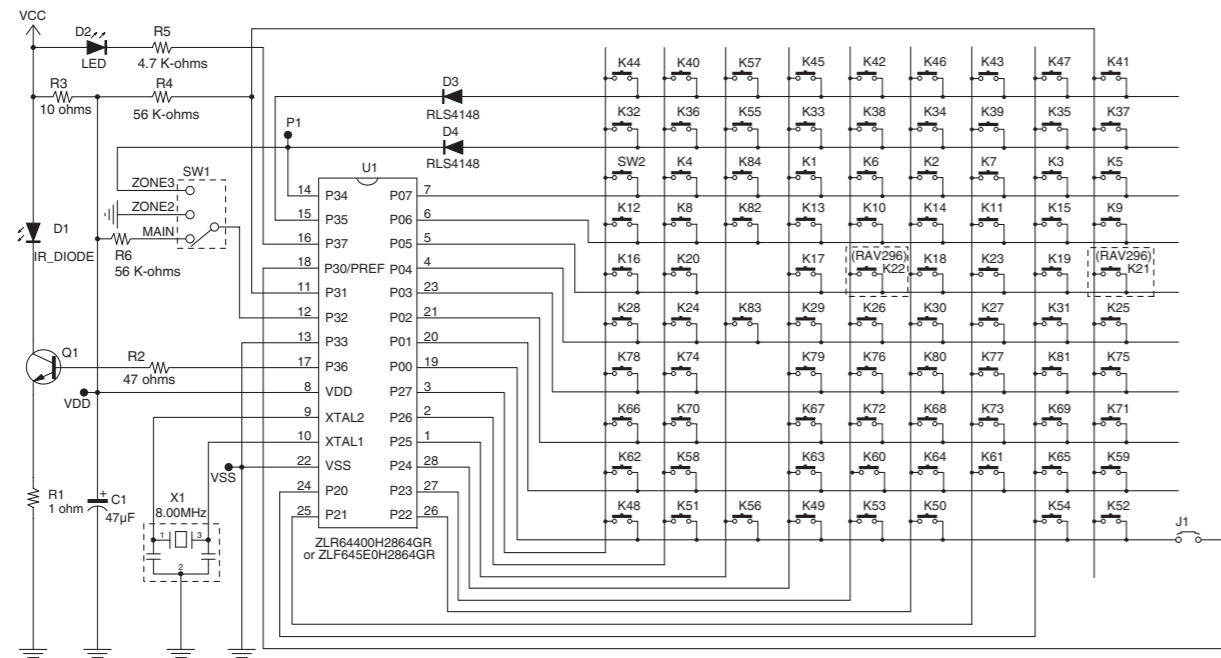 VCC
D2
LED
R5
4.7 K-ohms
R3
10 ohms
R4
56 K-ohms
D3
RLS4148
D4
RLS4148
P1
ZONE3
SW1
ZONE2
MAIN
R6
56 K-ohms
D1
IR_DIODE
Q1
R2
47 ohms
VDD
VSS
R1
1 ohm
+
C1
47µF
X1
8.00MHz
1 3
2
U1
14 P34 P07 7
15 P35 P06 6
16 P37 P05 5
18 P30/PREF P04 4
11 P31 P03 23
12 P32 P02 21
13 P33 P01 20
17 P36 P00 19
8 VDD P27 3
9 XTAL2 P26 2
10 XTAL1 P25 1
22 VSS P24 28
24 P20 P23 27
25 P21 P22 26
ZLR64400H2864GR
or ZLF645E0H2864GR
K44 K40 K57 K45 K42 K46 K43 K47 K41
K32 K36 K55 K33 K38 K34 K39 K35 K37
SW2 K4 K84 K1 K6 K2 K7 K3 K5
K12 K8 K82 K13 K10 K14 K11 K15 K9
(RAV296) (RAV296)
K16 K20 K17 K22 K18 K23 K19 K21
K28 K24 K83 K29 K26 K30 K27 K31 K25
K78 K74 K79 K76 K80 K77 K81 K75
K66 K70 K67 K72 K68 K73 K69 K71
K62 K58 K63 K60 K64 K61 K65 K59
K48 K51 K56 K49 K53 K50 K54 K52
J1